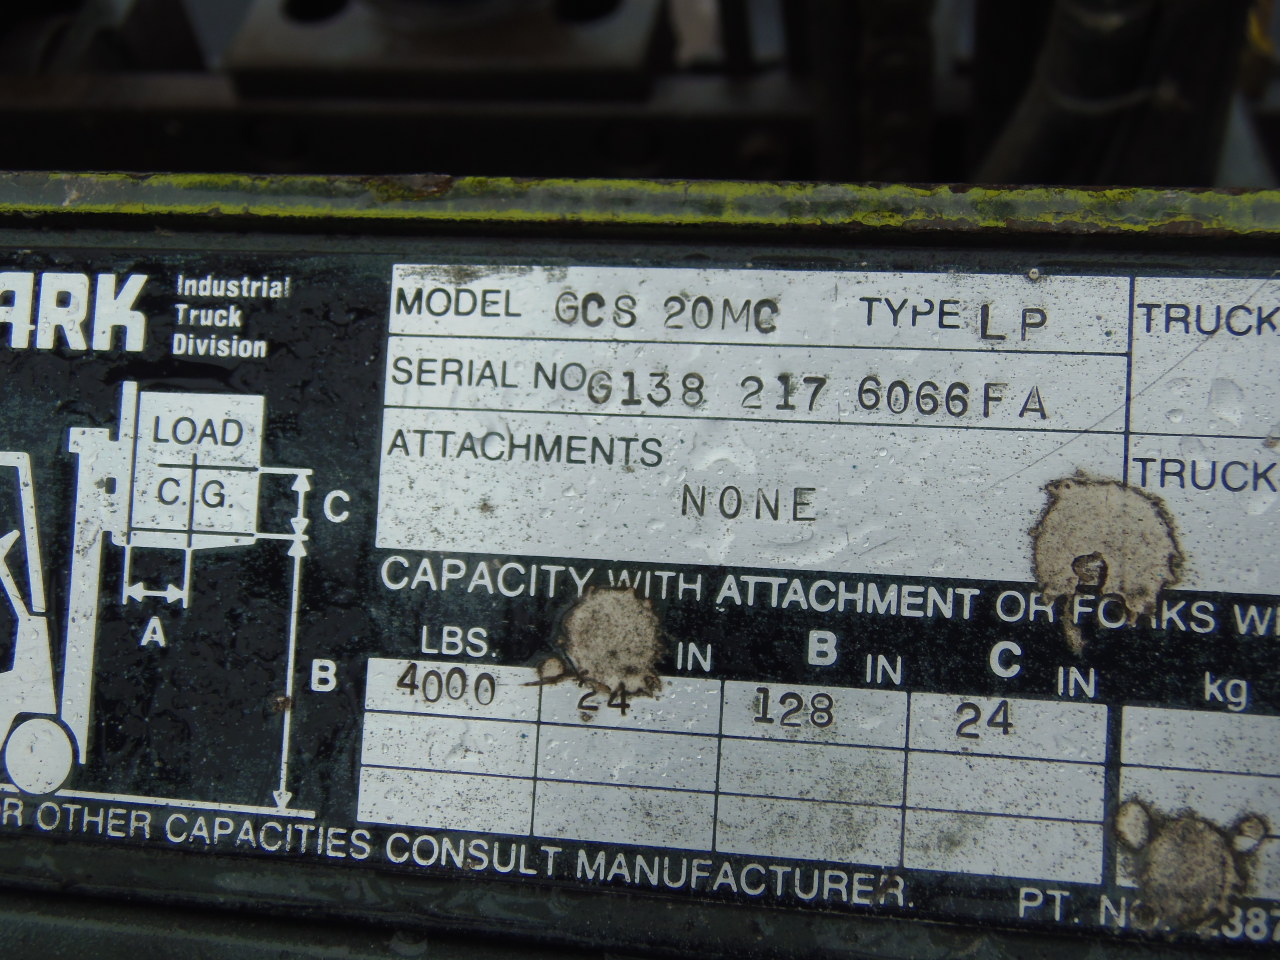 ARK Industrial
Truck
Division
MODEL GCS 20MC TYPE LP TRUCK
SERIAL NO G138 217 6066FA
ATTACHMENTS TRUCK
NONE
LOAD
C.G.
C
A
B
CAPACITY WITH ATTACHMENT OR FORKS
LBS. IN B IN C IN kg
4000 24 128 24
R OTHER CAPACITIES CONSULT MANUFACTURER.
PT. NO.